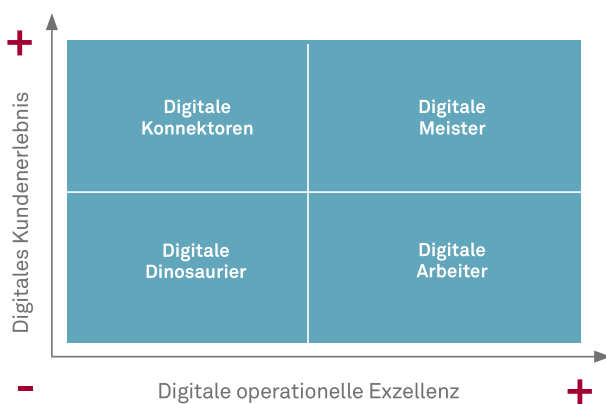 +
Digitales Kundenerlebnis
Digitale
Konnektoren
Digitale
Meister
Digitale
Dinosaurier
Digitale
Arbeiter
-
Digitale operationelle Exzellenz
+